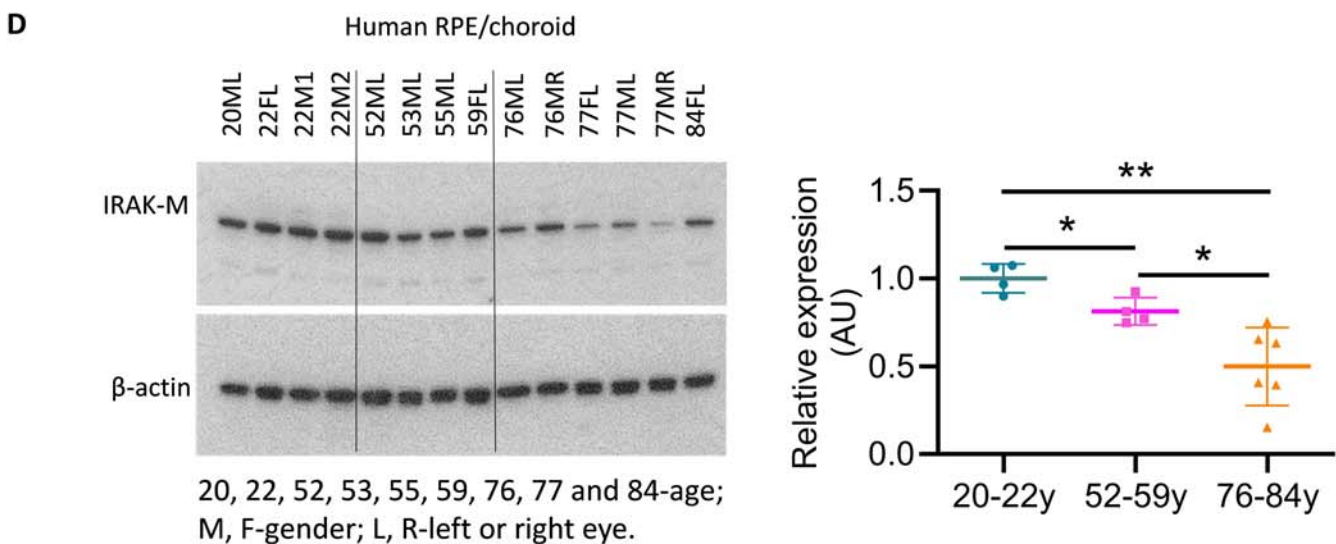 D
Human RPE/choroid
20ML 22FL 22M1 22M2 52ML 53ML 55ML 59FL 76ML 76MR 77FL 77ML 77MR 84FL
IRAK-M
β-actin
20, 22, 52, 53, 55, 59, 76, 77 and 84-age;
M, F-gender; L, R-left or right eye.
Relative expression
(AU)
1.5
1.0
0.5
0.0
**
*
*
20-22y 52-59y 76-84y